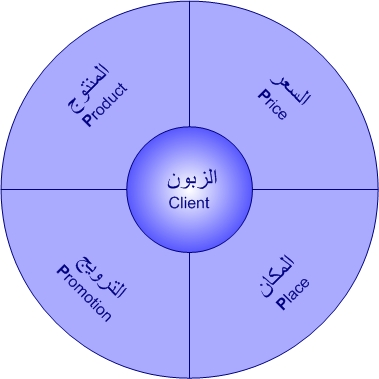 المنتوج
Product
السعر
Price
الزبون
Client
الترويج
Promotion
المكان
Place